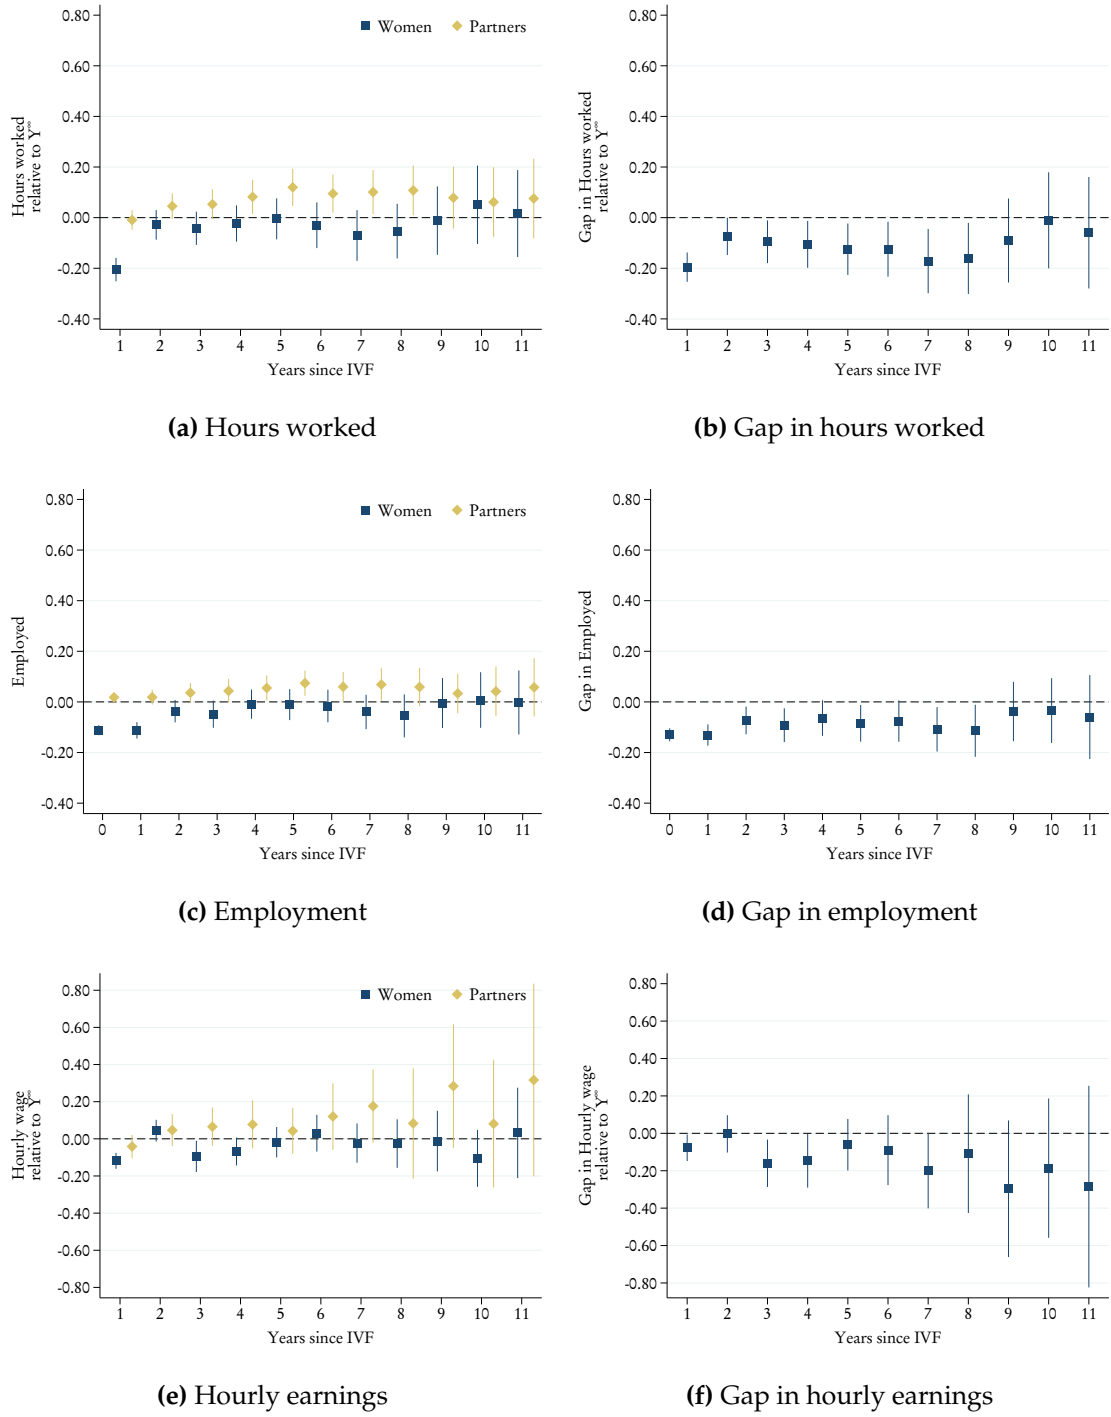 0.80
0.60
0.40
0.20
0.00
-0.20
-0.40
Hours worked
relative to Y∞
Women Partners
1 2 3 4 5 6 7 8 9 10 11
Years since IVF
(a) Hours worked
0.80
0.60
0.40
0.20
0.00
-0.20
-0.40
Gap in Hours worked
relative to Y∞
1 2 3 4 5 6 7 8 9 10 11
Years since IVF
(b) Gap in hours worked
0.80
0.60
0.40
0.20
0.00
-0.20
-0.40
Employed
Women Partners
0 1 2 3 4 5 6 7 8 9 10 11
Years since IVF
(c) Employment
0.80
0.60
0.40
0.20
0.00
-0.20
-0.40
Gap in Employed
0 1 2 3 4 5 6 7 8 9 10 11
Years since IVF
(d) Gap in employment
0.80
0.60
0.40
0.20
0.00
-0.20
-0.40
-0.60
-0.80
Hourly wage
relative to Y∞
Women Partners
1 2 3 4 5 6 7 8 9 10 11
Years since IVF
(e) Hourly earnings
0.80
0.60
0.40
0.20
0.00
-0.20
-0.40
-0.60
-0.80
Gap in Hourly wage
relative to Y∞
1 2 3 4 5 6 7 8 9 10 11
Years since IVF
(f) Gap in hourly earnings